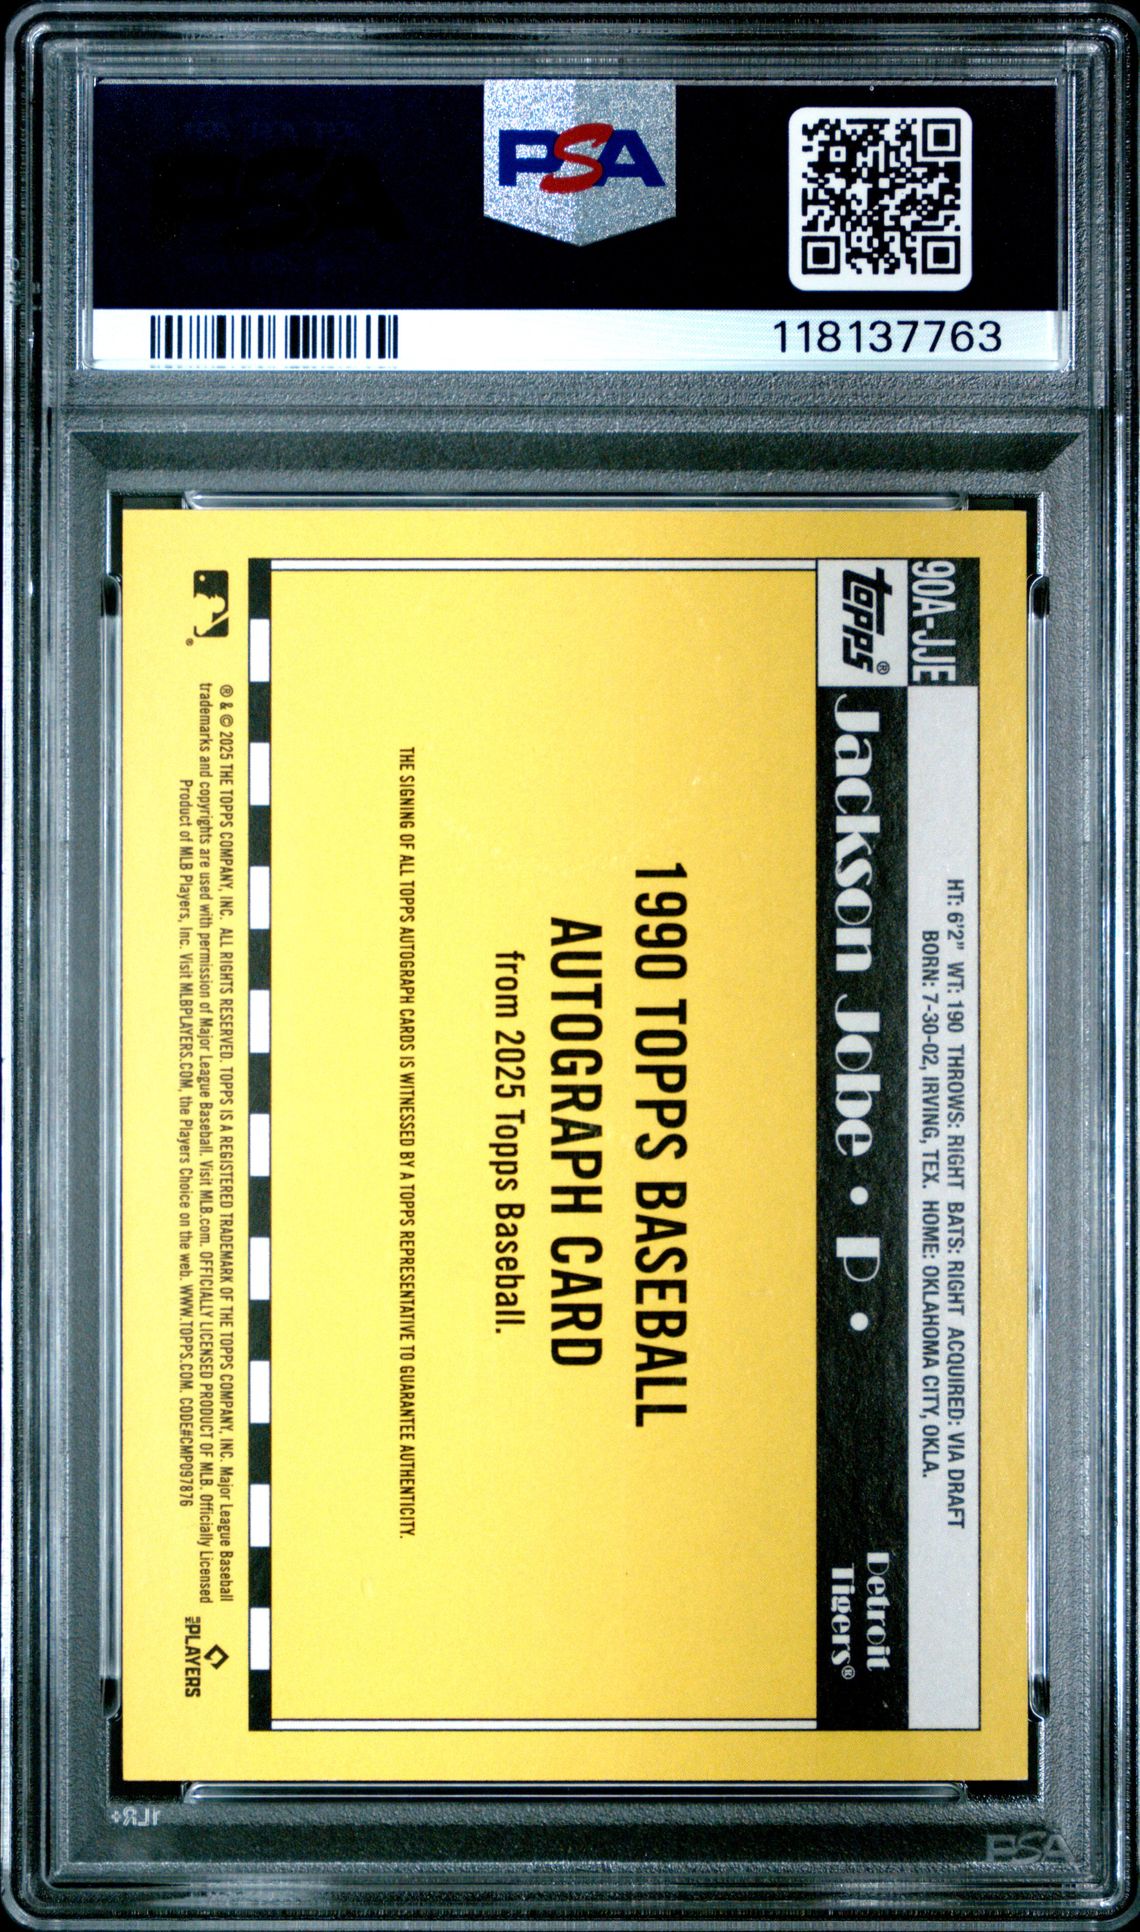 PSA
118137763
90A-JJE
HT: 6'2" WT: 190 THROWS: RIGHT BATS: RIGHT ACQUIRED: VIA DRAFT
BORN: 7-30-02, IRVING, TEX. HOME: OKLAHOMA CITY, OKLA.
topps®
Jackson Jobe • P •
Detroit
Tigers®
1990 TOPPS BASEBALL
AUTOGRAPH CARD
from 2025 Topps Baseball.
THE SIGNING OF ALL TOPPS AUTOGRAPH CARDS IS WITNESSED BY A TOPPS REPRESENTATIVE TO GUARANTEE AUTHENTICITY.
® & © 2025 THE TOPPS COMPANY, INC. ALL RIGHTS RESERVED. TOPPS IS A REGISTERED TRADEMARK OF THE TOPPS COMPANY, INC. Major League Baseball
trademarks and copyrights are used with permission of Major League Baseball. Visit MLB.com. OFFICIALLY LICENSED PRODUCT OF MLB. Officially Licensed
Product of MLB Players, Inc. Visit MLBPLAYERS.COM, the Players Choice on the web. WWW.TOPPS.COM. CODE#CMP097876
MLB PLAYERS
1LR+
PSA